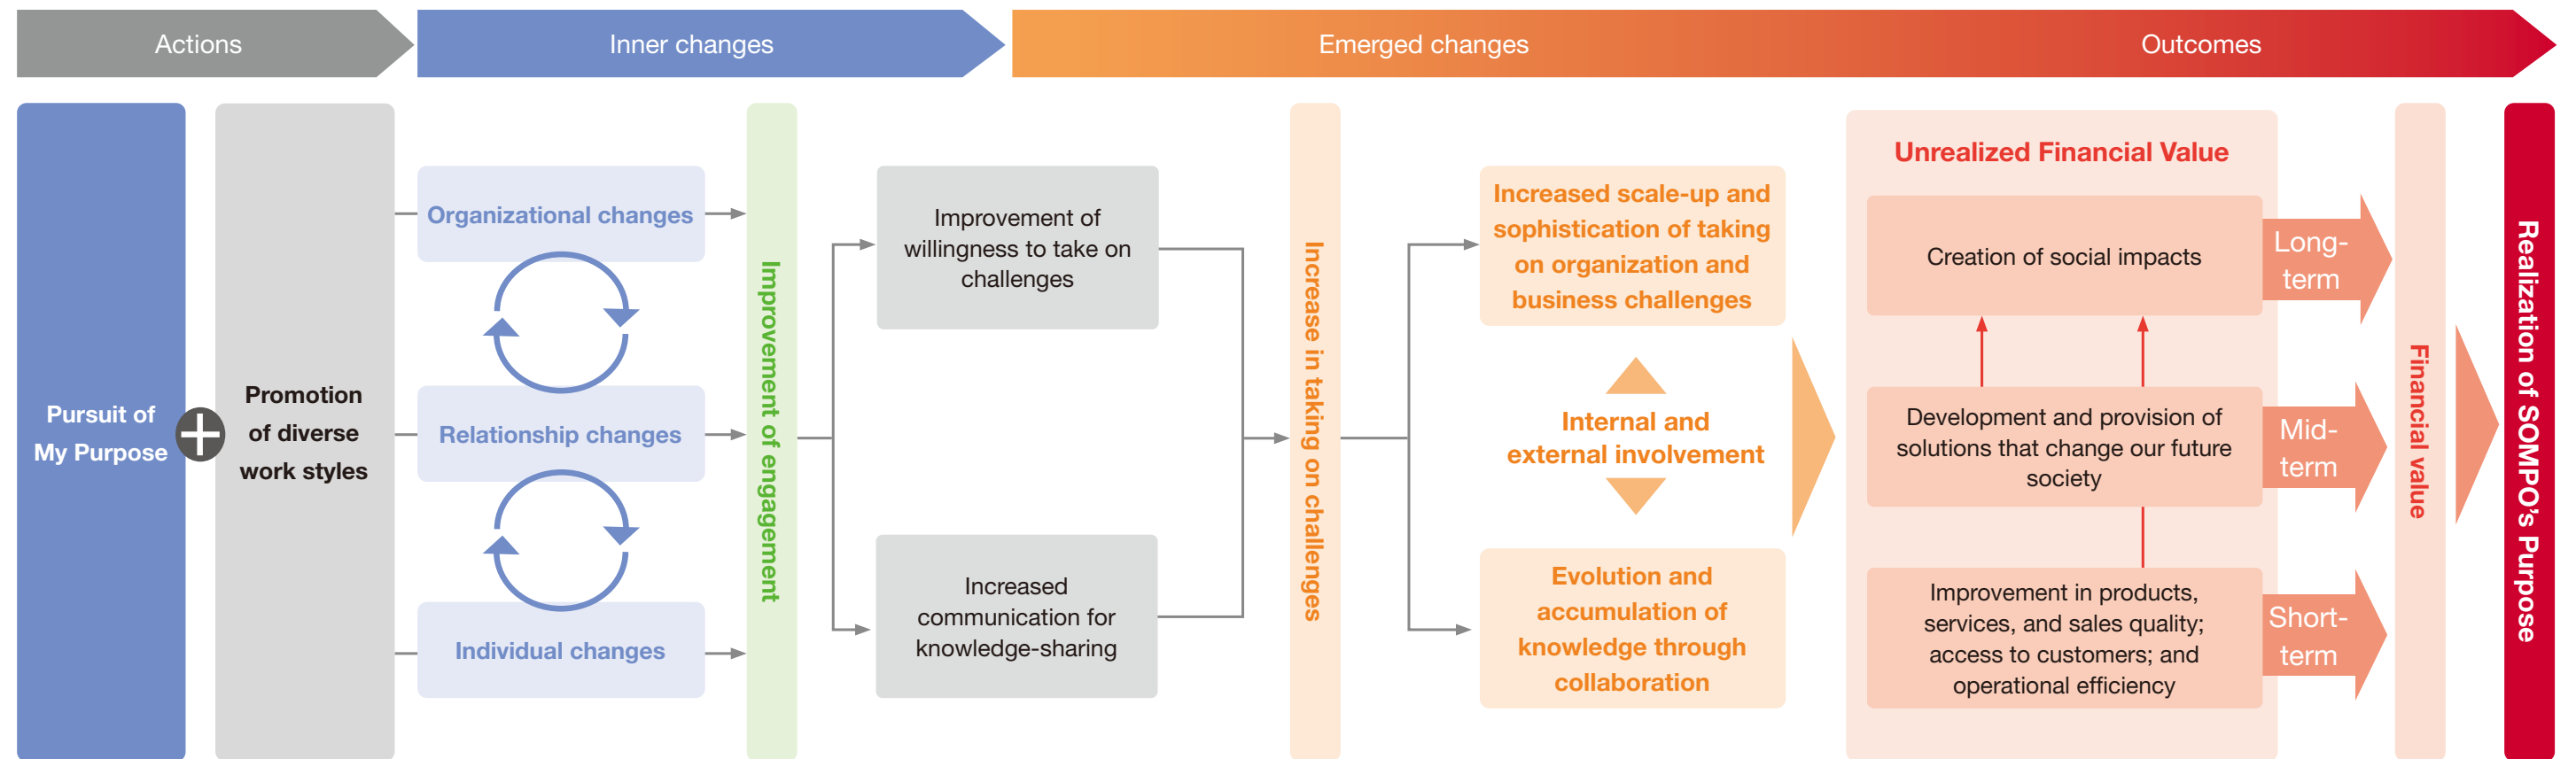 Actions
Inner changes
Emerged changes
Outcomes
Pursuit of
My Purpose
Promotion
of diverse
work styles
Organizational changes
Relationship changes
Individual changes
Improvement of engagement
Improvement of
willingness to take on
challenges
Increased
communication for
knowledge-sharing
Increase in taking on challenges
Increased scale-up and
sophistication of taking
on organization and
business challenges
Internal and
external involvement
Evolution and
accumulation of
knowledge through
collaboration
Unrealized Financial Value
Creation of social impacts
Development and provision of
solutions that change our future
society
Improvement in products,
services, and sales quality;
access to customers; and
operational efficiency
Long-
term
Mid-
term
Short-
term
Financial value
Realization of SOMPO's Purpose